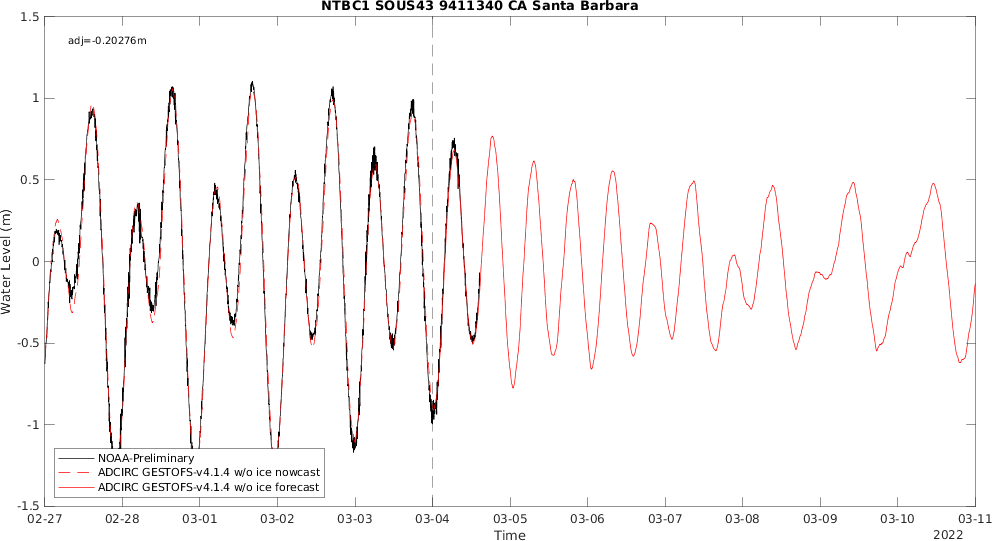 NTBC1 SOUS43 9411340 CA Santa Barbara
adj=-0.20276m
1.5
1
0.5
0
-0.5
-1
-1.5
Water Level (m)
NOAA-Preliminary
ADCIRC GESTOFS-v4.1.4 w/o ice nowcast
ADCIRC GESTOFS-v4.1.4 w/o ice forecast
02-27 02-28 03-01 03-02 03-03 03-04 03-05 03-06 03-07 03-08 03-09 03-10 03-11
Time
2022